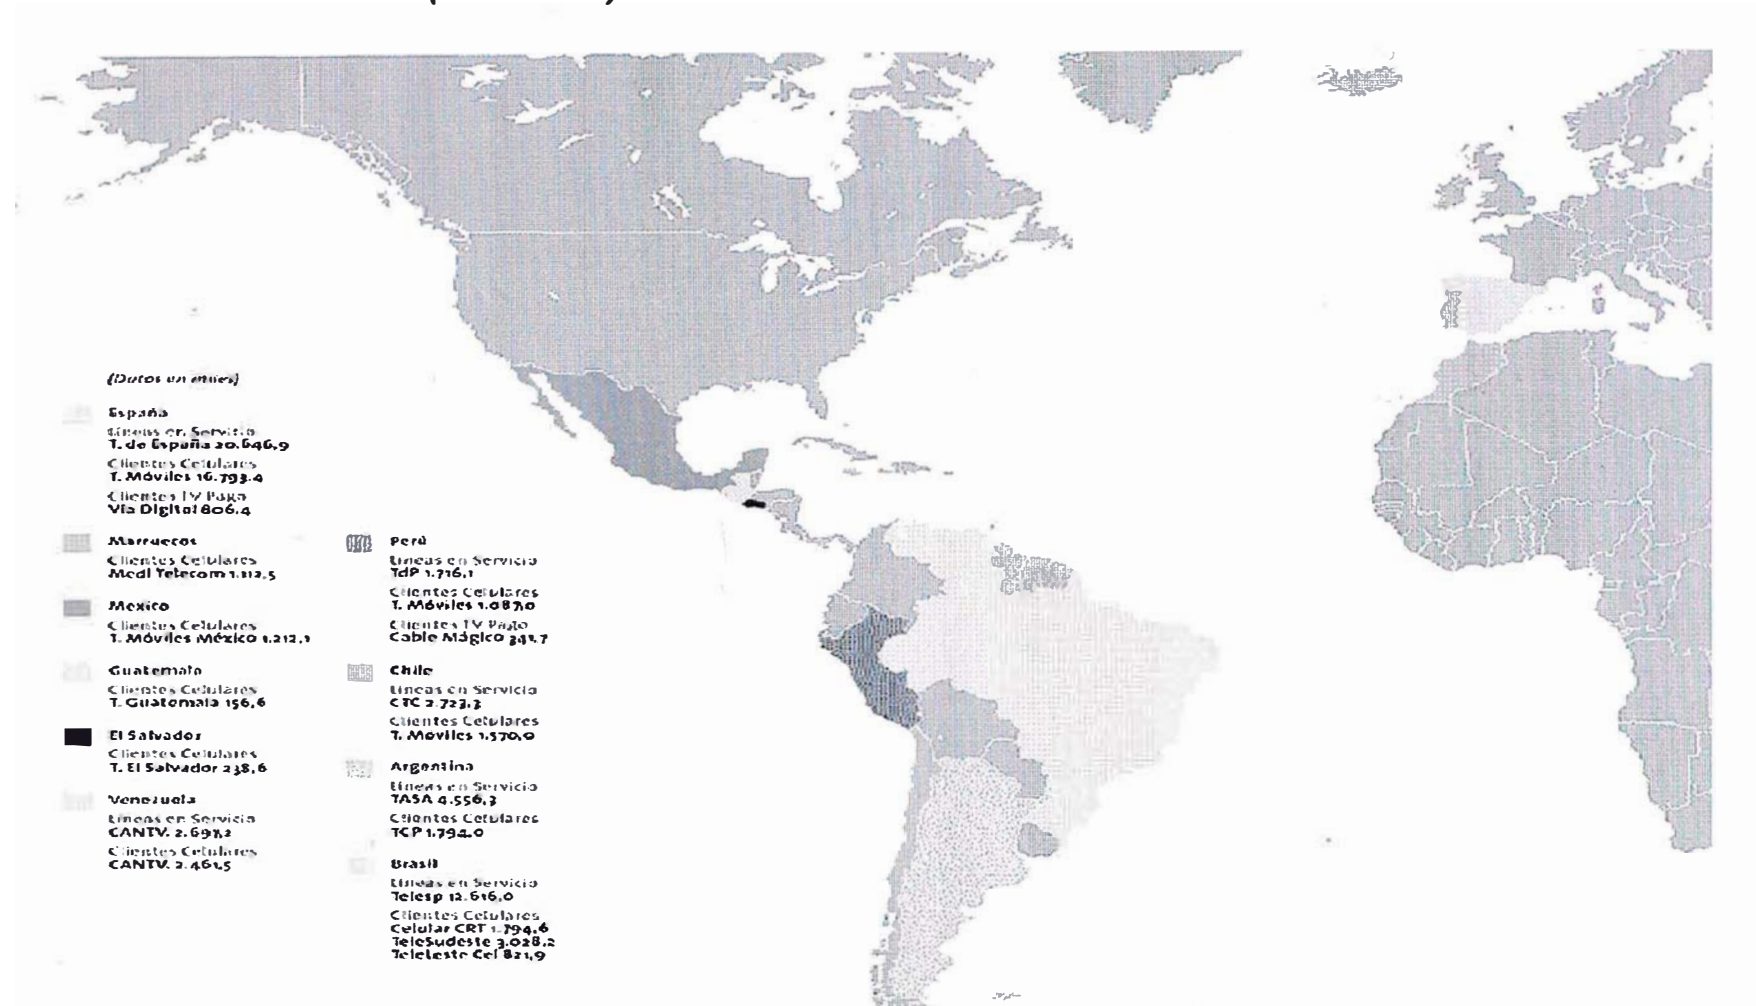 (Datos en miles)
España
Líneas en Servicio
T. de España 20.646,9
Clientes Celulares
T. Móviles 16.793,4
Clientes TV Pago
Vía Digital 806,4
Marruecos
Clientes Celulares
Medi Telecom 1.112,5
Mexico
Clientes Celulares
T. Móviles México 1.212,1
Guatemala
Clientes Celulares
T. Guatemala 156,6
El Salvador
Clientes Celulares
T. El Salvador 238,6
Venezuela
Líneas en Servicio
CANTV. 2.697,2
Clientes Celulares
CANTV. 2.461,5
Perú
Líneas en Servicio
TdP 1.716,1
Clientes Celulares
T. Móviles 1.087,0
Clientes TV Pago
Cable Mágico 341,7
Chile
Líneas en Servicio
CTC 2.723,3
Clientes Celulares
T. Móviles 1.570,0
Argentina
Líneas en Servicio
TASA 4.556,3
Clientes Celulares
TCP 1.794,0
Brasil
Líneas en Servicio
Telesp 12.616,0
Clientes Celulares
Celular CRT 1.794,6
TeleSudeste 3.028,2
Teleleste Cel 821,9